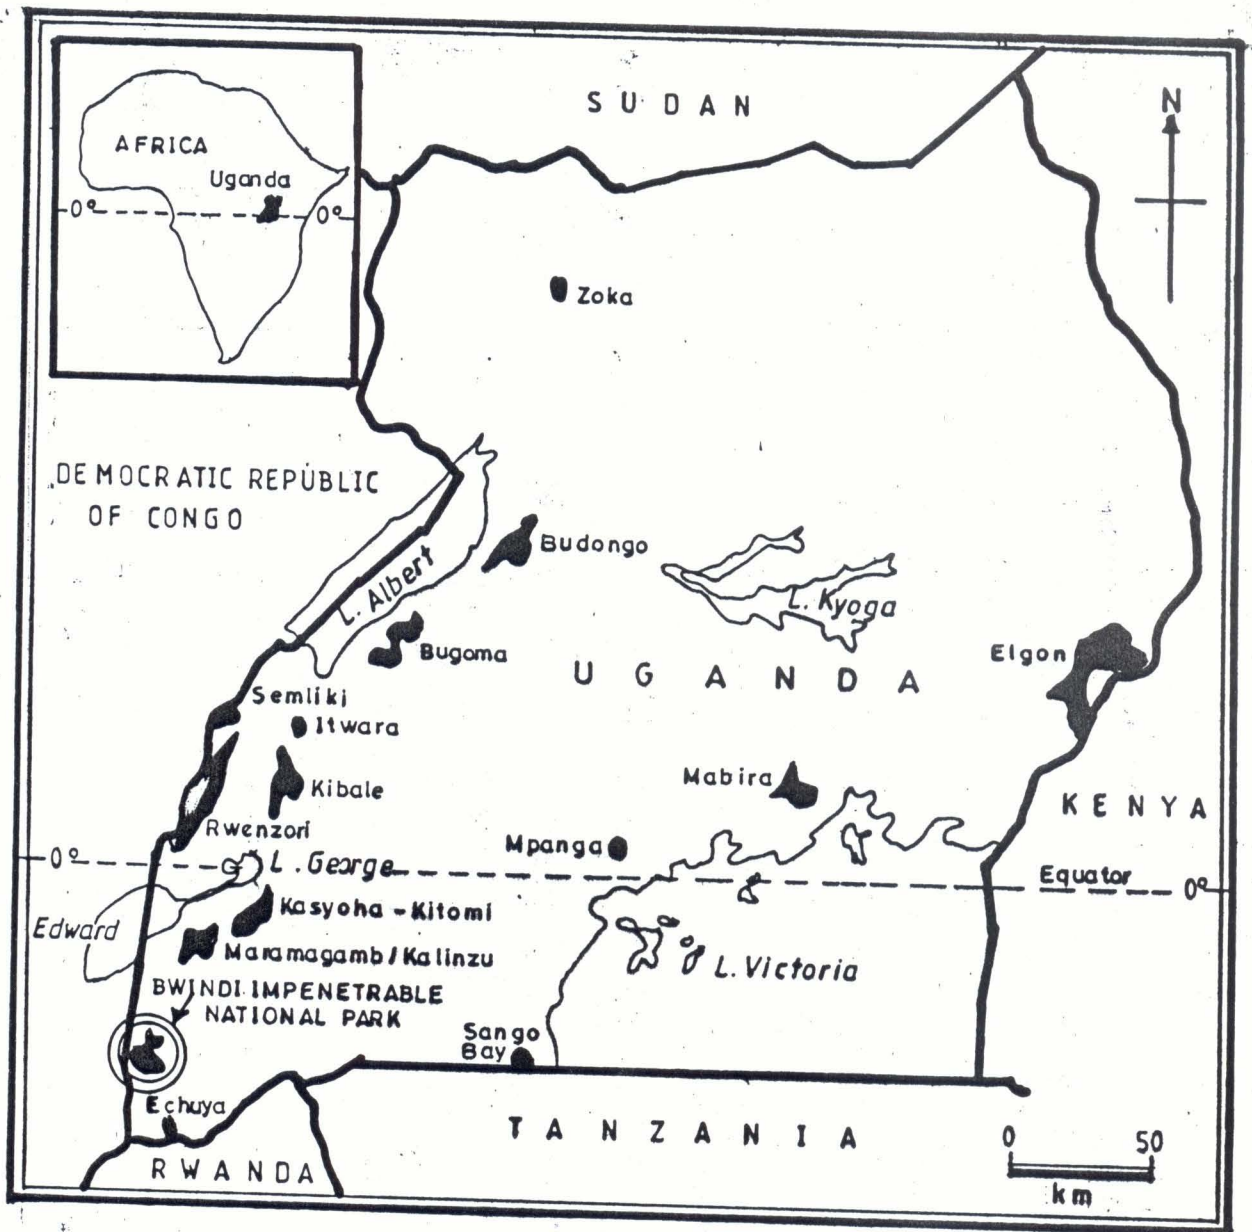 SUDAN
N
AFRICA
Uganda
0° 0°
Zoka
DEMOCRATIC REPUBLIC
OF CONGO
L. Albert
Budongo
L. Kyoga
Bugoma
UGANDA
Elgon
Semliki
Itwara
Kibale
Mabira
KENYA
Rwenzori
Mpanga
0° L. George Equator 0°
Edward
Kasyoha - Kitomi
Maramagamb/Kalinzu
L. Victoria
BWINDI IMPENETRABLE
NATIONAL PARK
Sango
Bay
Echuya
TANZANIA
RWANDA
0 50
km